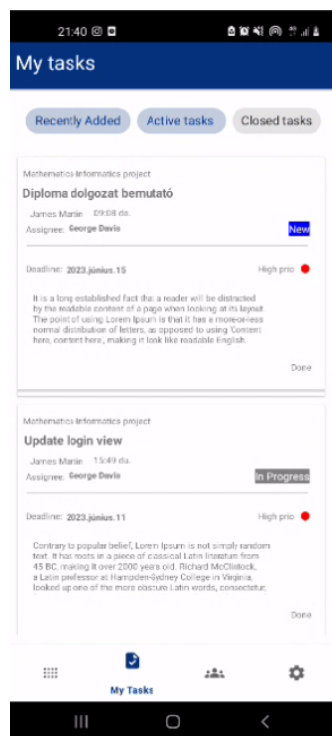 21:40
My tasks
Recently Added Active tasks Closed tasks
Mathematics-Informatics project
Diploma dolgozat bemutató
James Martin 09:08 de.
Assignee: George Davis
New
Deadline: 2023.június.15 High prio
It is a long established fact that a reader will be distracted
by the readable content of a page when looking at its layout.
The point of using Lorem Ipsum is that it has a more-or-less
normal distribution of letters, as opposed to using 'Content
here, content here, making it look like readable English.
Done
Mathematics-Informatics project
Update login view
James Martin 15:49 du.
Assignee: George Davis
In Progress
Deadline: 2023.június.11 High prio
Contrary to popular belief, Lorem Ipsum is not simply random
text. It has roots in a piece of classical Latin literature from
45 BC, making it over 2000 years old. Richard McClintock,
a Latin professor at Hampden-Sydney College in Virginia,
looked up one of the more obscure Latin words, consectetur,
Done
My Tasks